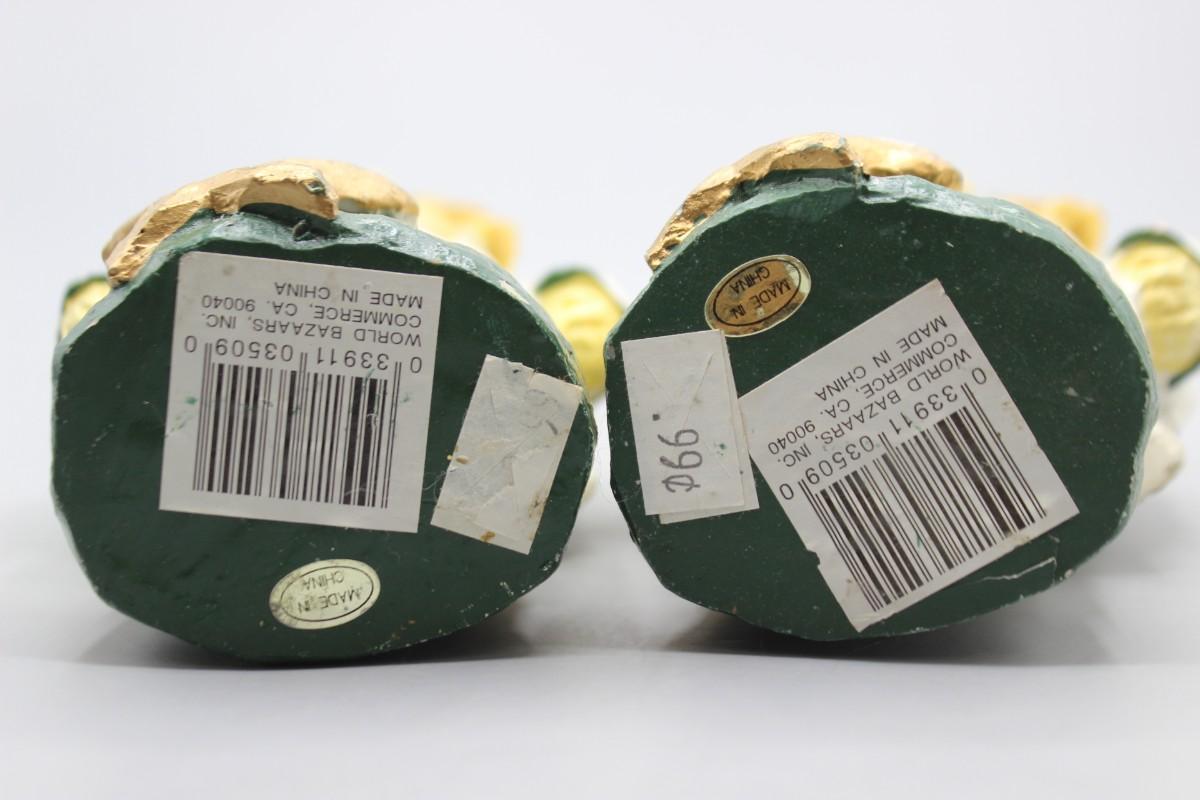 0 33911 03509 0
WORLD BAZAARS, INC.
COMMERCE, CA. 90040
MADE IN CHINA
MADE IN
CHINA
MADE IN
CHINA
99¢
0 33911 03509 0
WORLD BAZAARS, INC.
COMMERCE, CA. 90040
MADE IN CHINA